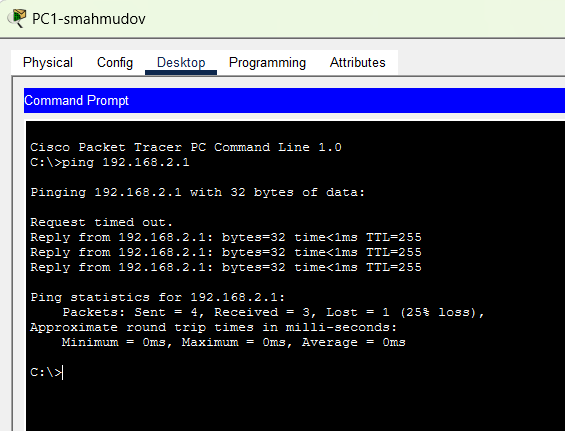 PC1-smahmudov
Physical Config Desktop Programming Attributes
Command Prompt
Cisco Packet Tracer PC Command Line 1.0
C:\>ping 192.168.2.1
Pinging 192.168.2.1 with 32 bytes of data:
Request timed out.
Reply from 192.168.2.1: bytes=32 time<1ms TTL=255
Reply from 192.168.2.1: bytes=32 time<1ms TTL=255
Reply from 192.168.2.1: bytes=32 time<1ms TTL=255
Ping statistics for 192.168.2.1:
Packets: Sent = 4, Received = 3, Lost = 1 (25% loss),
Approximate round trip times in milli-seconds:
Minimum = 0ms, Maximum = 0ms, Average = 0ms
C:\>